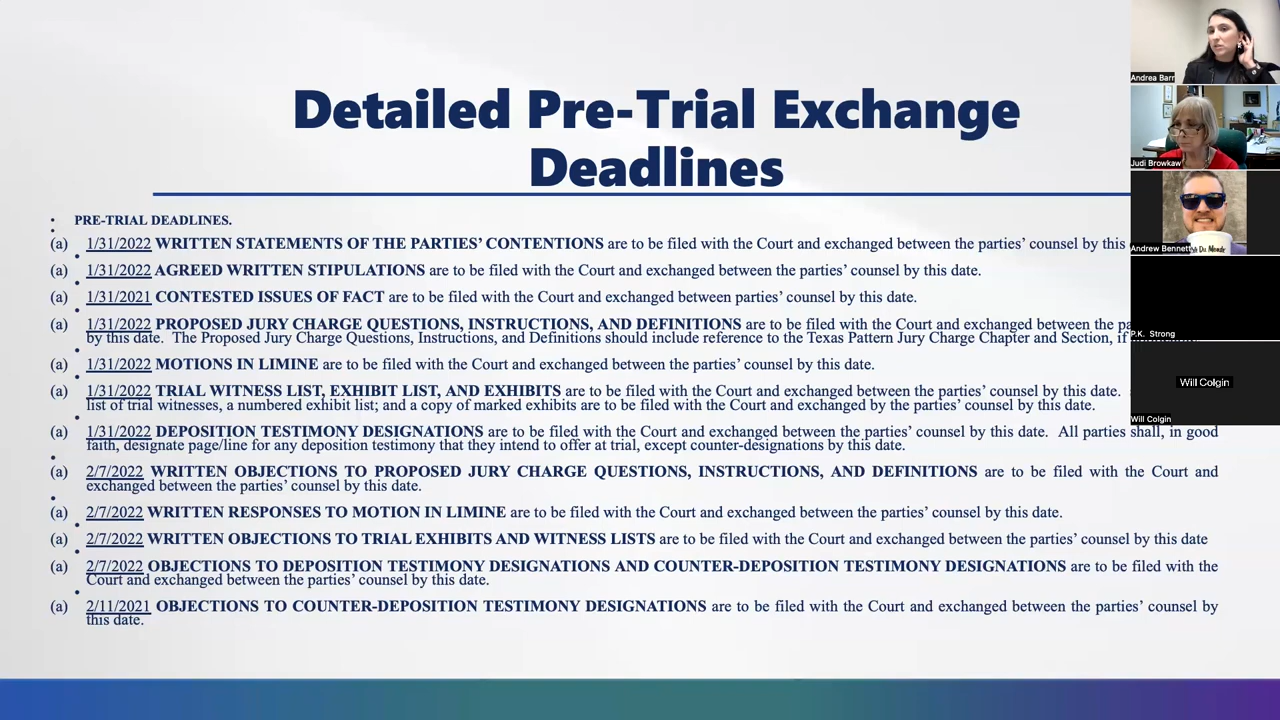 Detailed Pre-Trial Exchange
Deadlines
• PRE-TRIAL DEADLINES.
•
(a) 1/31/2022 WRITTEN STATEMENTS OF THE PARTIES’ CONTENTIONS are to be filed with the Court and exchanged between the parties’ counsel by this
•
(a) 1/31/2022 AGREED WRITTEN STIPULATIONS are to be filed with the Court and exchanged between the parties’ counsel by this date.
•
(a) 1/31/2021 CONTESTED ISSUES OF FACT are to be filed with the Court and exchanged between parties’ counsel by this date.
•
(a) 1/31/2022 PROPOSED JURY CHARGE QUESTIONS, INSTRUCTIONS, AND DEFINITIONS are to be filed with the Court and exchanged between the
by this date. The Proposed Jury Charge Questions, Instructions, and Definitions should include reference to the Texas Pattern Jury Charge Chapter and Section, if
•
(a) 1/31/2022 MOTIONS IN LIMINE are to be filed with the Court and exchanged between the parties’ counsel by this date.
•
(a) 1/31/2022 TRIAL WITNESS LIST, EXHIBIT LIST, AND EXHIBITS are to be filed with the Court and exchanged between the parties’ counsel by this date.
list of trial witnesses, a numbered exhibit list; and a copy of marked exhibits are to be filed with the Court and exchanged by the parties’ counsel by this date.
•
(a) 1/31/2022 DEPOSITION TESTIMONY DESIGNATIONS are to be filed with the Court and exchanged between the parties’ counsel by this date. All parties shall, in good
faith, designate page/line for any deposition testimony that they intend to offer at trial, except counter-designations by this date.
•
(a) 2/7/2022 WRITTEN OBJECTIONS TO PROPOSED JURY CHARGE QUESTIONS, INSTRUCTIONS, AND DEFINITIONS are to be filed with the Court and
exchanged between the parties’ counsel by this date.
•
(a) 2/7/2022 WRITTEN RESPONSES TO MOTION IN LIMINE are to be filed with the Court and exchanged between the parties’ counsel by this date.
•
(a) 2/7/2022 WRITTEN OBJECTIONS TO TRIAL EXHIBITS AND WITNESS LISTS are to be filed with the Court and exchanged between the parties’ counsel by this date
•
(a) 2/7/2022 OBJECTIONS TO DEPOSITION TESTIMONY DESIGNATIONS AND COUNTER-DEPOSITION TESTIMONY DESIGNATIONS are to be filed with the
Court and exchanged between the parties’ counsel by this date.
•
(a) 2/11/2021 OBJECTIONS TO COUNTER-DEPOSITION TESTIMONY DESIGNATIONS are to be filed with the Court and exchanged between the parties’ counsel by
this date.
Andrea Barr
Judi Browkaw
Andrew Bennett
Du Monde
P.K. Strong
Will Colgin
Will Colgin